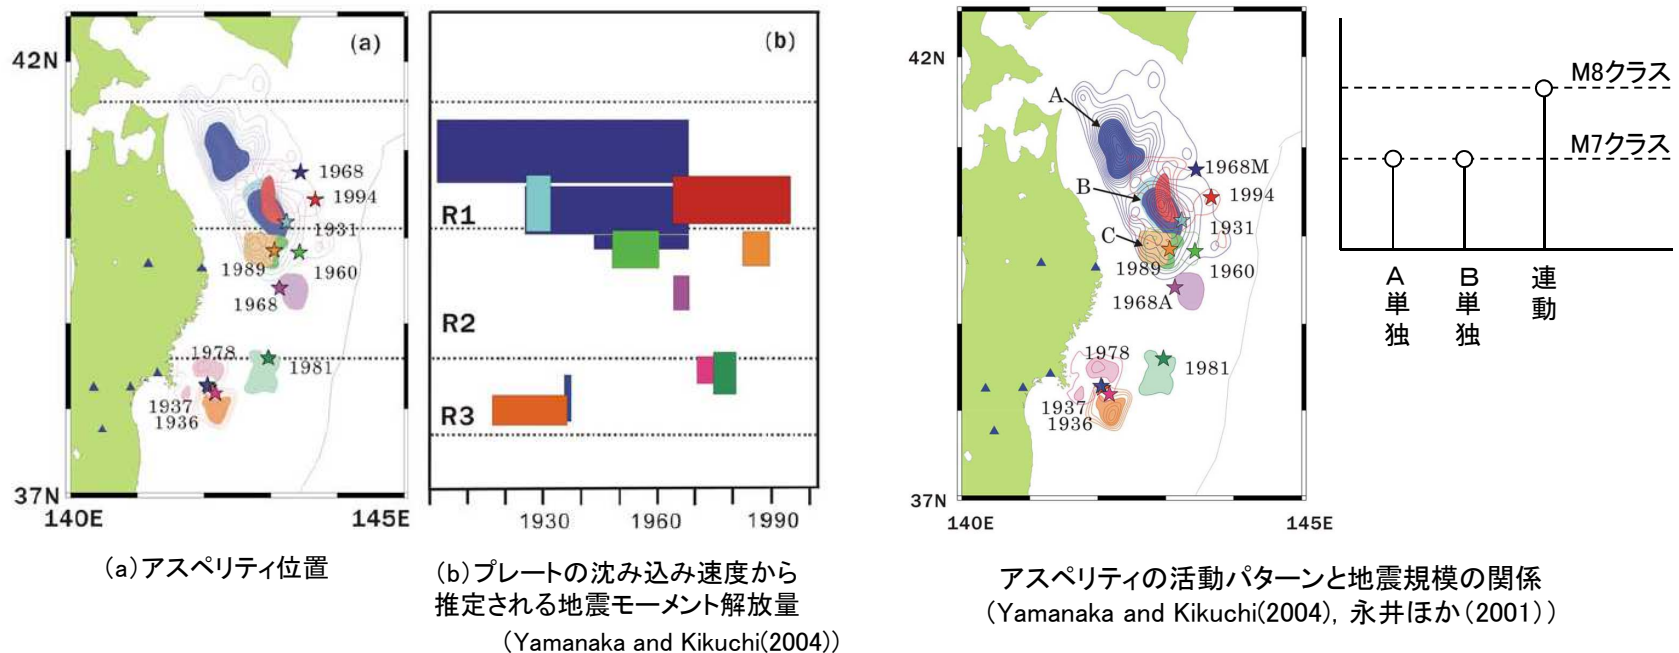 (a)
42N
1968
1994
1931
1989
1960
1968
1978
1981
1937
1936
37N
140E
145E
(a)アスペリティ位置
(b)
R1
R2
R3
1930
1960
1990
(b)プレートの沈み込み速度から
推定される地震モーメント解放量
(Yamanaka and Kikuchi(2004))
42N
A
1968M
B
1994
1931
C
1989
1960
1968A
1978
1981
1937
1936
37N
140E
145E
M8クラス
M7クラス
A単独
B単独
連動
アスペリティの活動パターンと地震規模の関係
(Yamanaka and Kikuchi(2004), 永井ほか(2001))